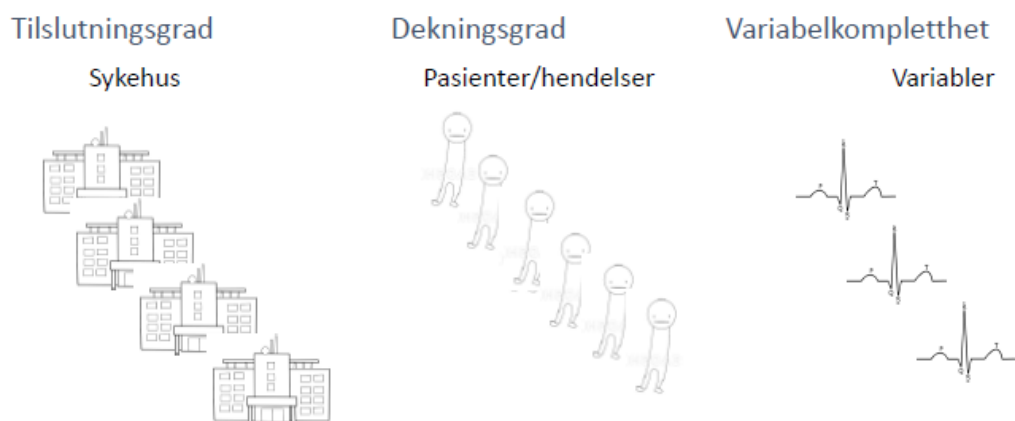 Tilslutningsgrad
Sykehus
Dekningsgrad
Pasienter/hendelser
Variabelkompletthet
Variabler
R
P
T
Q
S
R
P
T
Q
S
R
P
T
Q
S